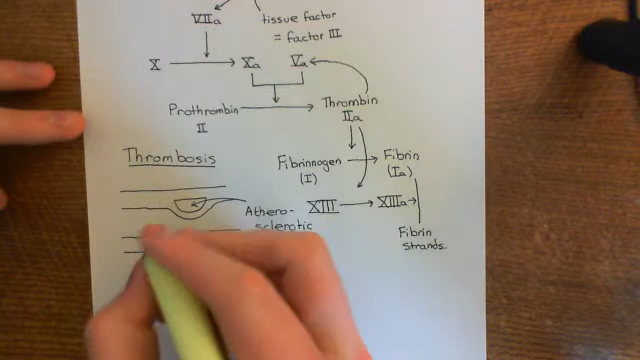 VIIa
tissue factor
= factor III
X
Xa
Va
Prothrombin
II
Thrombin
IIa
Thrombosis
Fibrinnogen
(I)
Fibrin
(Ia)
Athero-
sclerotic
XIII
XIIIa
Fibrin
strands